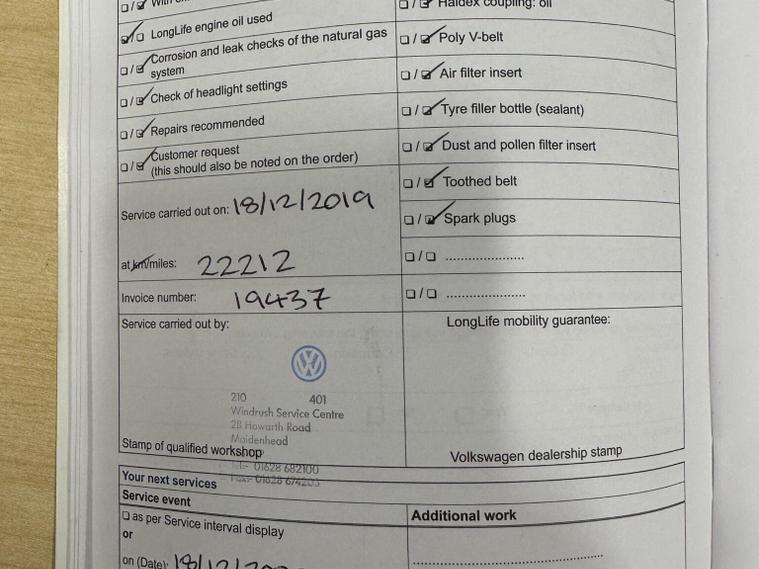 ☐/☑ Haldex coupling: oil
☑/☐ LongLife engine oil used
☐/☑ Corrosion and leak checks of the natural gas
system
☐/☑ Check of headlight settings
☐/☑ Repairs recommended
☐/☑ Customer request
(this should also be noted on the order)
Service carried out on: 18/12/2019
at km/miles: 22212
Invoice number: 19437
☐/☑ Poly V-belt
☐/☑ Air filter insert
☐/☑ Tyre filler bottle (sealant)
☐/☑ Dust and pollen filter insert
☐/☑ Toothed belt
☐/☑ Spark plugs
☐/☐ .....................
☐/☐ .....................
Service carried out by:
210 401
Windrush Service Centre
2B Howarth Road
Maidenhead
Stamp of qualified workshop
Tel:- 01628 682100
Fax:- 01628 674205
LongLife mobility guarantee:
Volkswagen dealership stamp
Your next services
Service event
☐ as per Service interval display
or
on (Date): 18/12/
Additional work